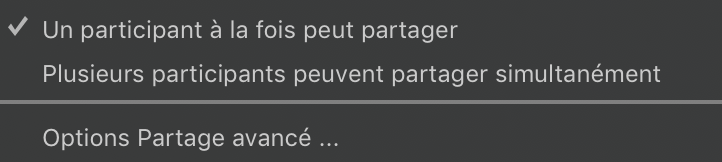 Un participant à la fois peut partager
Plusieurs participants peuvent partager simultanément
Options Partage avancé ...